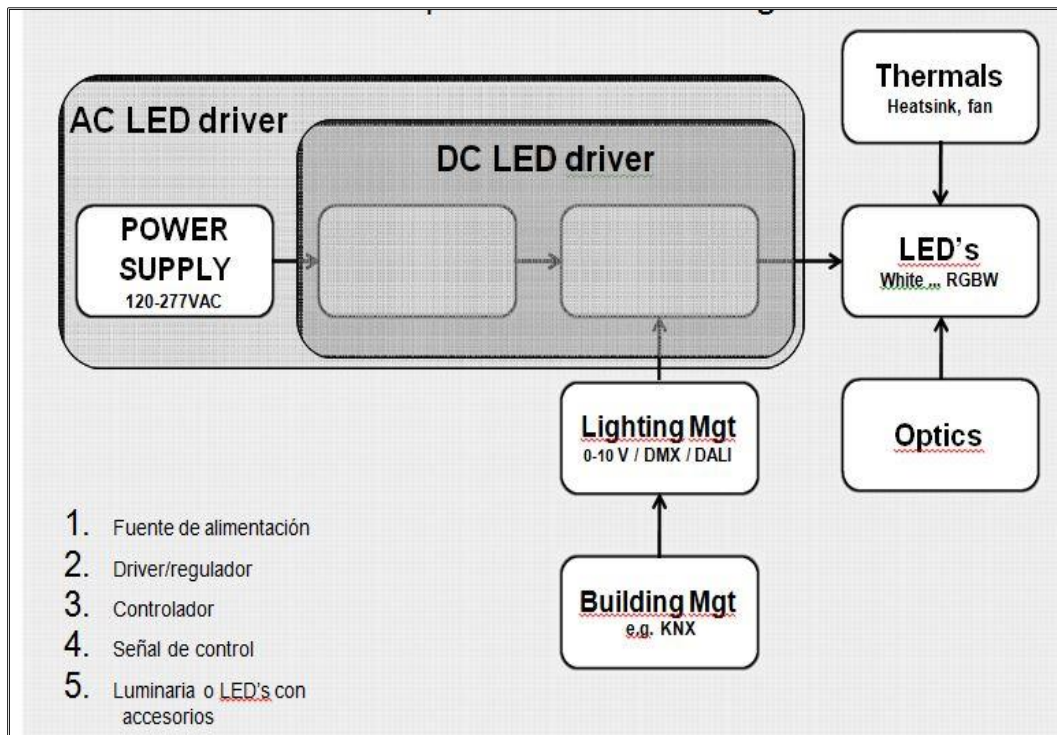 AC LED driver
DC LED driver
POWER
SUPPLY
120-277VAC
Thermals
Heatsink, fan
LED’s
White ... RGBW
Lighting Mgt
0-10 V / DMX / DALI
Optics
Building Mgt
e.g. KNX
1. Fuente de alimentación
2. Driver/regulador
3. Controlador
4. Señal de control
5. Luminaria o LED’s con
accesorios